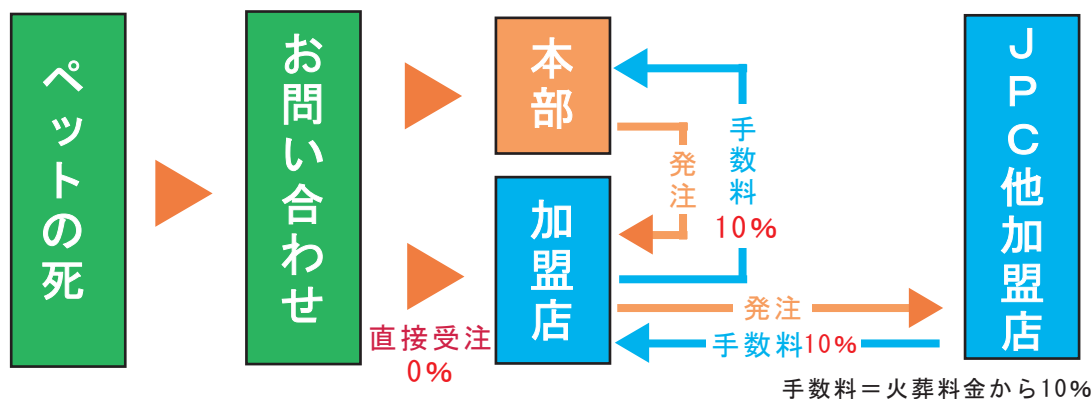 ペットの死
お問い合わせ
本部
加盟店
直接受注
0%
発注
手数料
10%
発注
手数料10%
JPC他加盟店
手数料＝火葬料金から10%